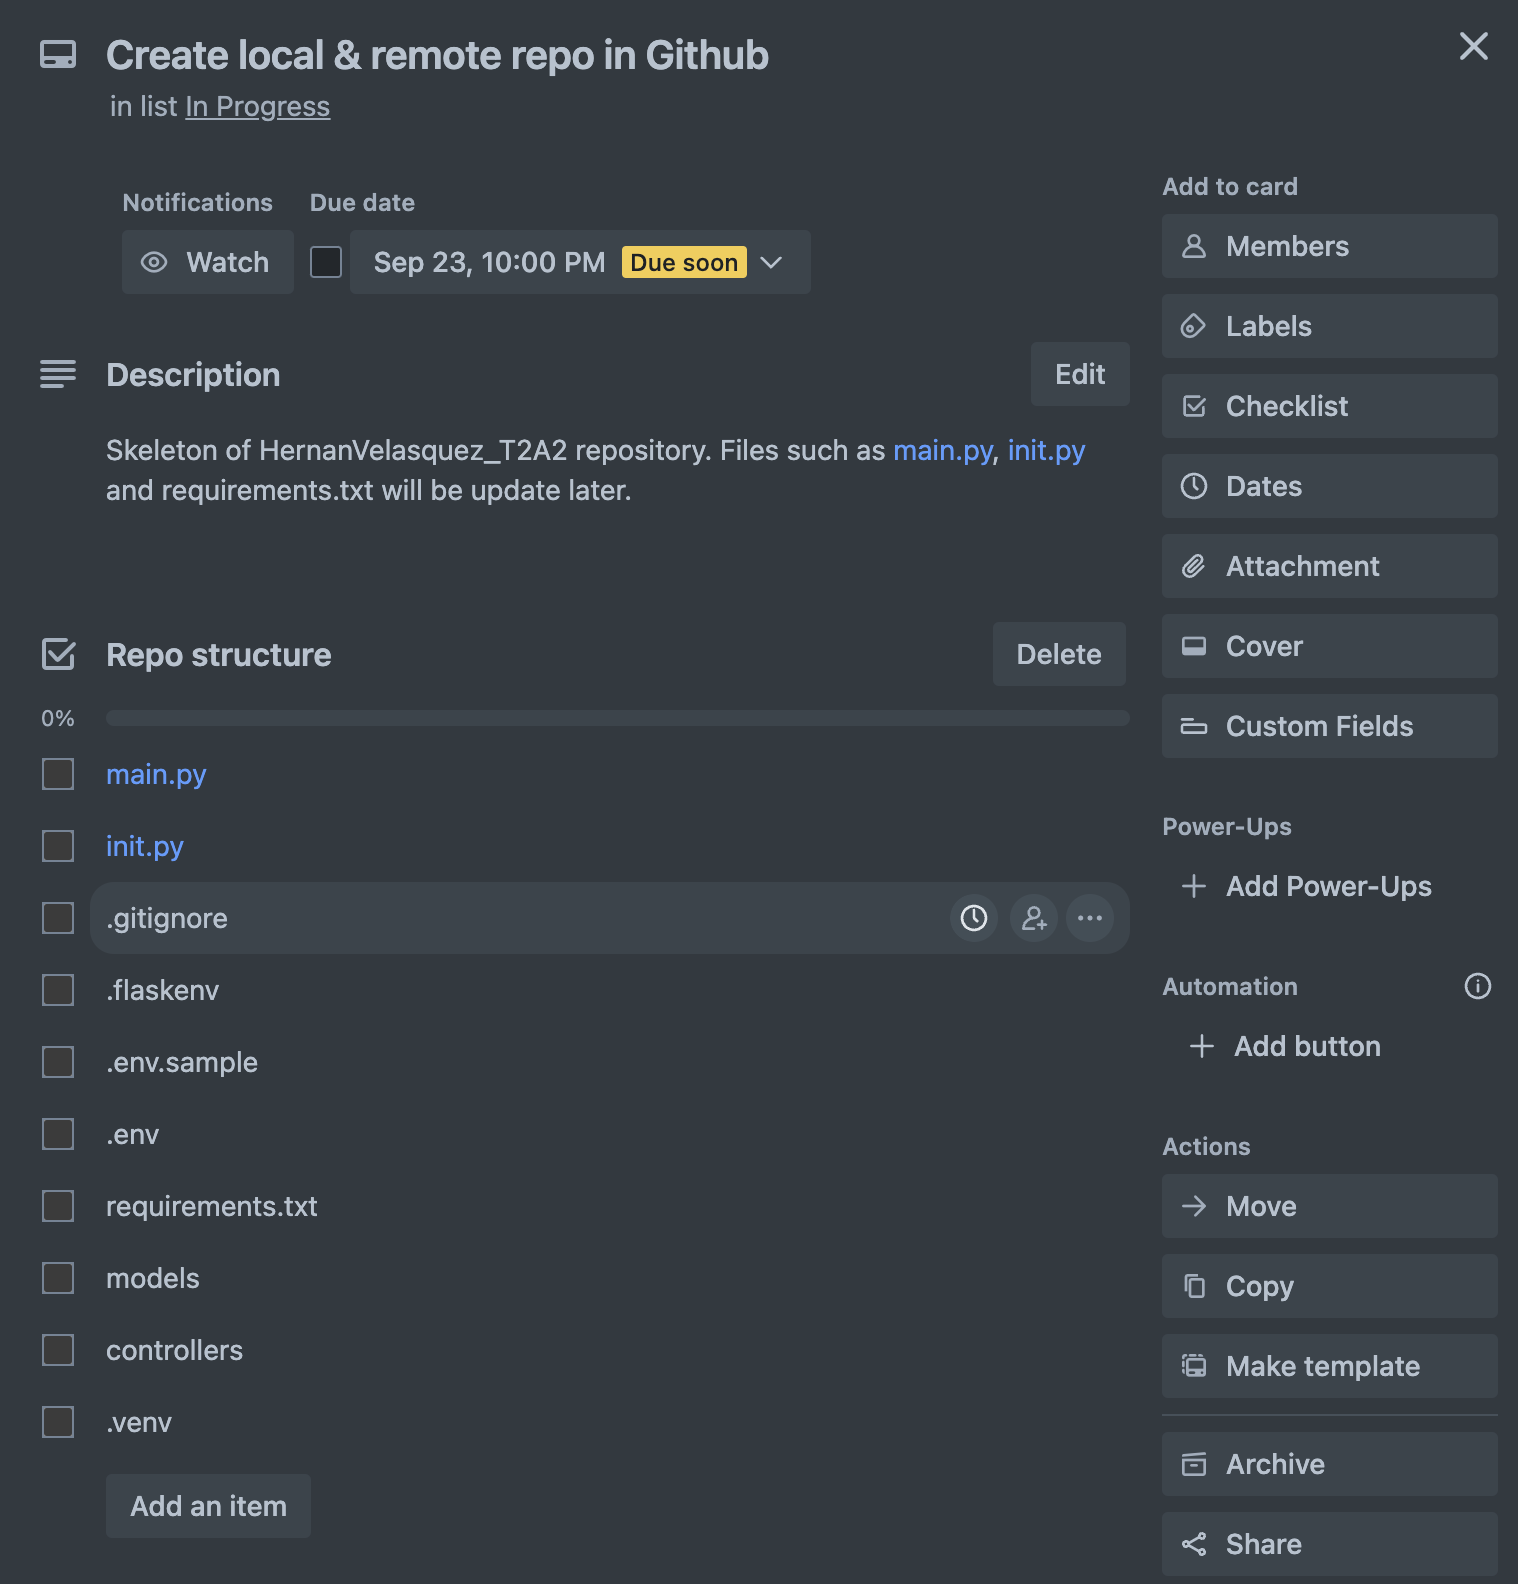 Create local & remote repo in Github
in list In Progress
Notifications
Due date
Watch
Sep 23, 10:00 PM
Due soon
Description
Edit
Skeleton of HernanVelasquez_T2A2 repository. Files such as main.py, init.py
and requirements.txt will be update later.
Repo structure
Delete
0%
main.py
init.py
.gitignore
.flaskenv
.env.sample
.env
requirements.txt
models
controllers
.venv
Add an item
Add to card
Members
Labels
Checklist
Dates
Attachment
Cover
Custom Fields
Power-Ups
Add Power-Ups
Automation
Add button
Actions
Move
Copy
Make template
Archive
Share